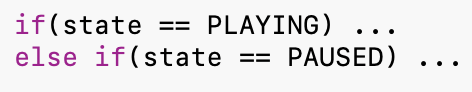 if(state == PLAYING) ...
else if(state == PAUSED) ...